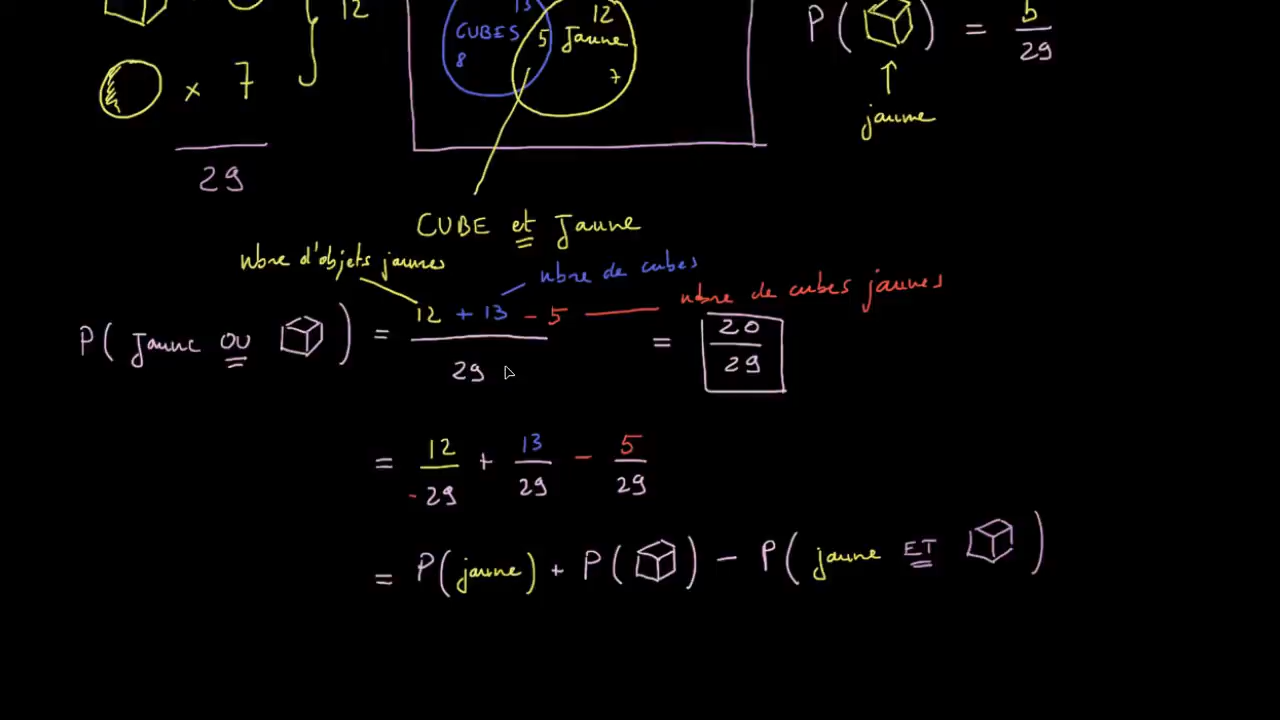 12
13
12
CUBES
5
Jaune
8
7
P( ) = 5/29
x 7
jaune
29
CUBE et Jaune
nbre d'objets jaunes
nbre de cubes
nbre de cubes jaunes
P( Jaune OU ) = 12 + 13 - 5 / 29 = 20/29
= 12/29 + 13/29 - 5/29
= P(jaune) + P( ) - P( jaune ET )